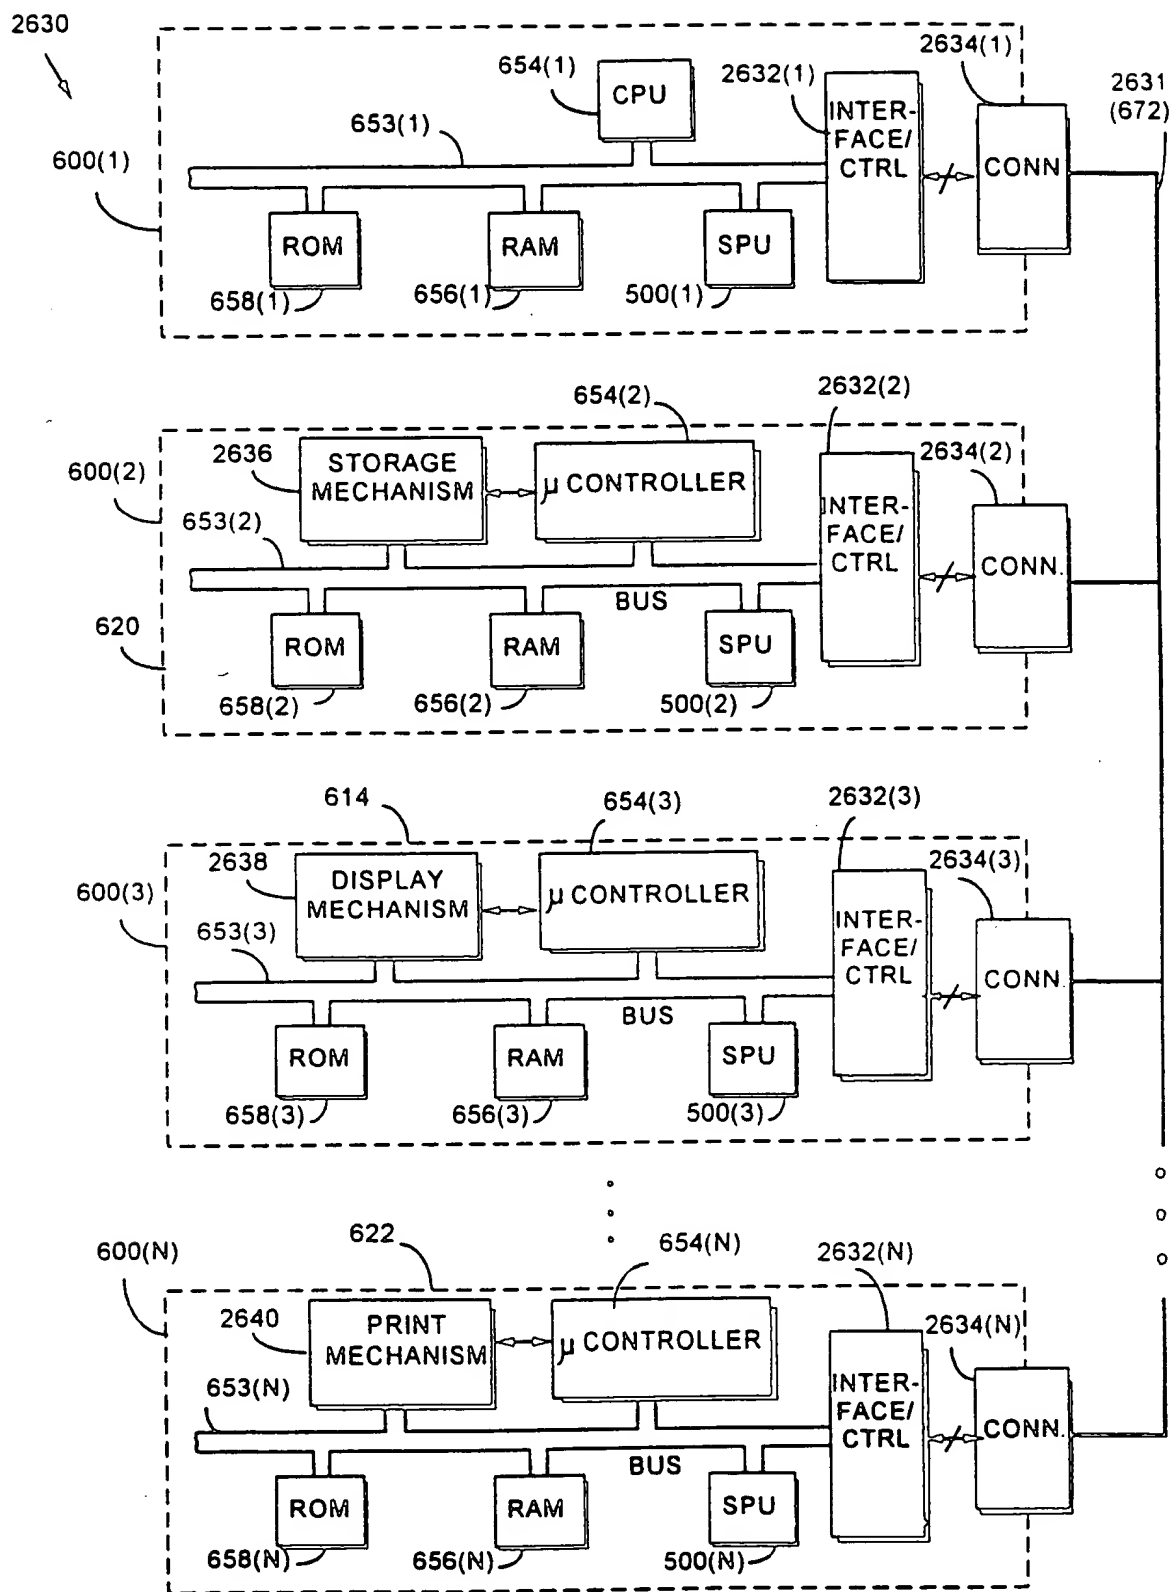 2630
2634(1)
654(1)
2632(1)
2631
(672)
CPU
INTER-
FACE/
CTRL
653(1)
600(1)
CONN.
ROM
RAM
SPU
658(1)
656(1)
500(1)
2632(2)
654(2)
2636
STORAGE
MECHANISM
μ CONTROLLER
2634(2)
600(2)
INTER-
FACE/
CTRL
653(2)
CONN.
BUS
620
ROM
RAM
SPU
658(2)
656(2)
500(2)
614
654(3)
2632(3)
2638
DISPLAY
MECHANISM
μ CONTROLLER
2634(3)
600(3)
INTER-
FACE/
CTRL
653(3)
CONN.
BUS
ROM
RAM
SPU
658(3)
656(3)
500(3)
622
654(N)
2632(N)
600(N)
2640
PRINT
MECHANISM
μ CONTROLLER
2634(N)
653(N)
INTER-
FACE/
CTRL
CONN.
BUS
ROM
RAM
SPU
658(N)
656(N)
500(N)